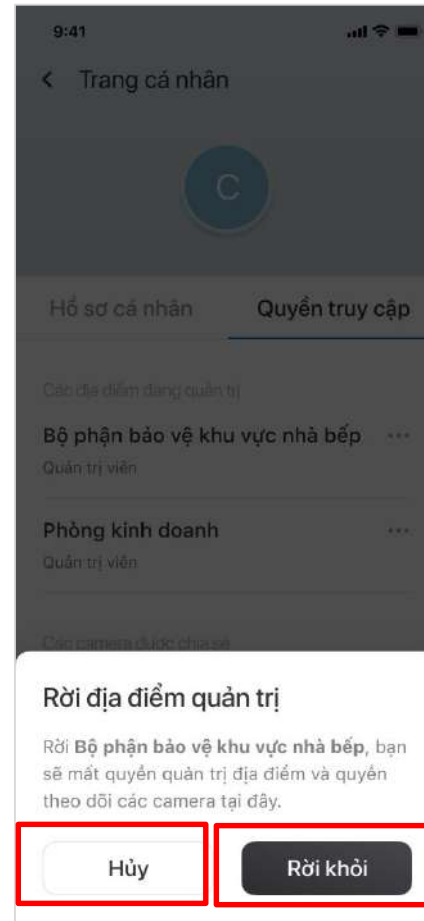 9:41
Trang cá nhân
C
Hồ sơ cá nhân
Quyền truy cập
Các địa điểm đang quản trị
Bộ phận bảo vệ khu vực nhà bếp
Quản trị viên
Phòng kinh doanh
Quản trị viên
Các camera được chia sẻ
Rời địa điểm quản trị
Rời Bộ phận bảo vệ khu vực nhà bếp, bạn
sẽ mất quyền quản trị địa điểm và quyền
theo dõi các camera tại đây.
Hủy
Rời khỏi